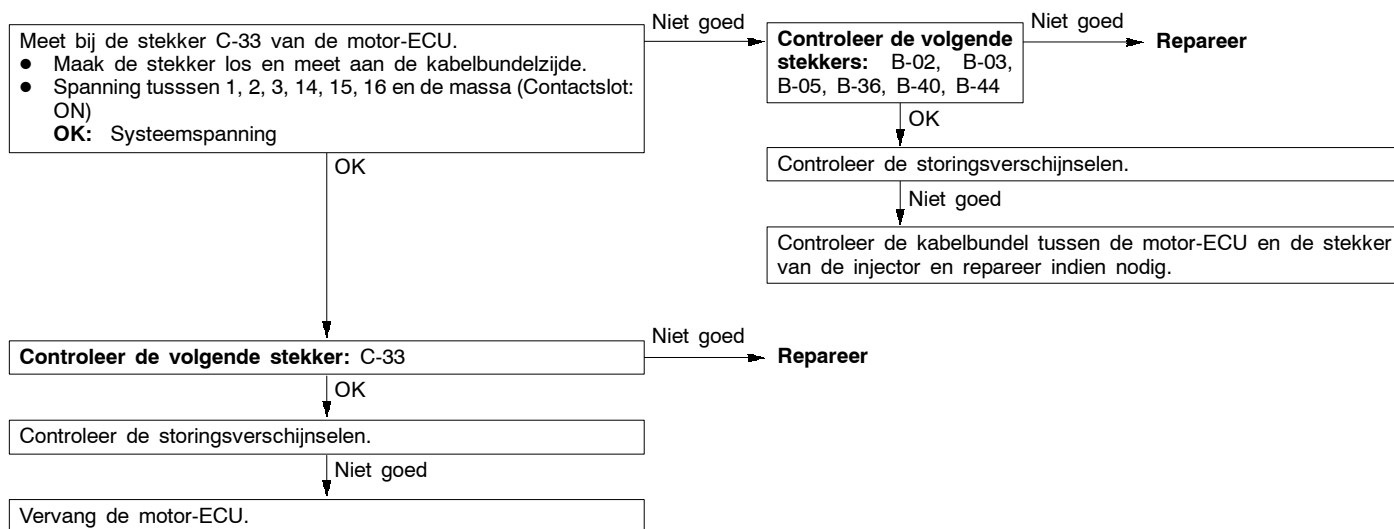 Meet bij de stekker C-33 van de motor-ECU.
● Maak de stekker los en meet aan de kabelbundelzijde.
● Spanning tusssen 1, 2, 3, 14, 15, 16 en de massa (Contactslot:
ON)
OK: Systeemspanning
Niet goed
Controleer de volgende
stekkers: B-02, B-03,
B-05, B-36, B-40, B-44
Niet goed
Repareer
OK
Controleer de storingsverschijnselen.
Niet goed
Controleer de kabelbundel tussen de motor-ECU en de stekker
van de injector en repareer indien nodig.
OK
Controleer de volgende stekker: C-33
Niet goed
Repareer
OK
Controleer de storingsverschijnselen.
Niet goed
Vervang de motor-ECU.